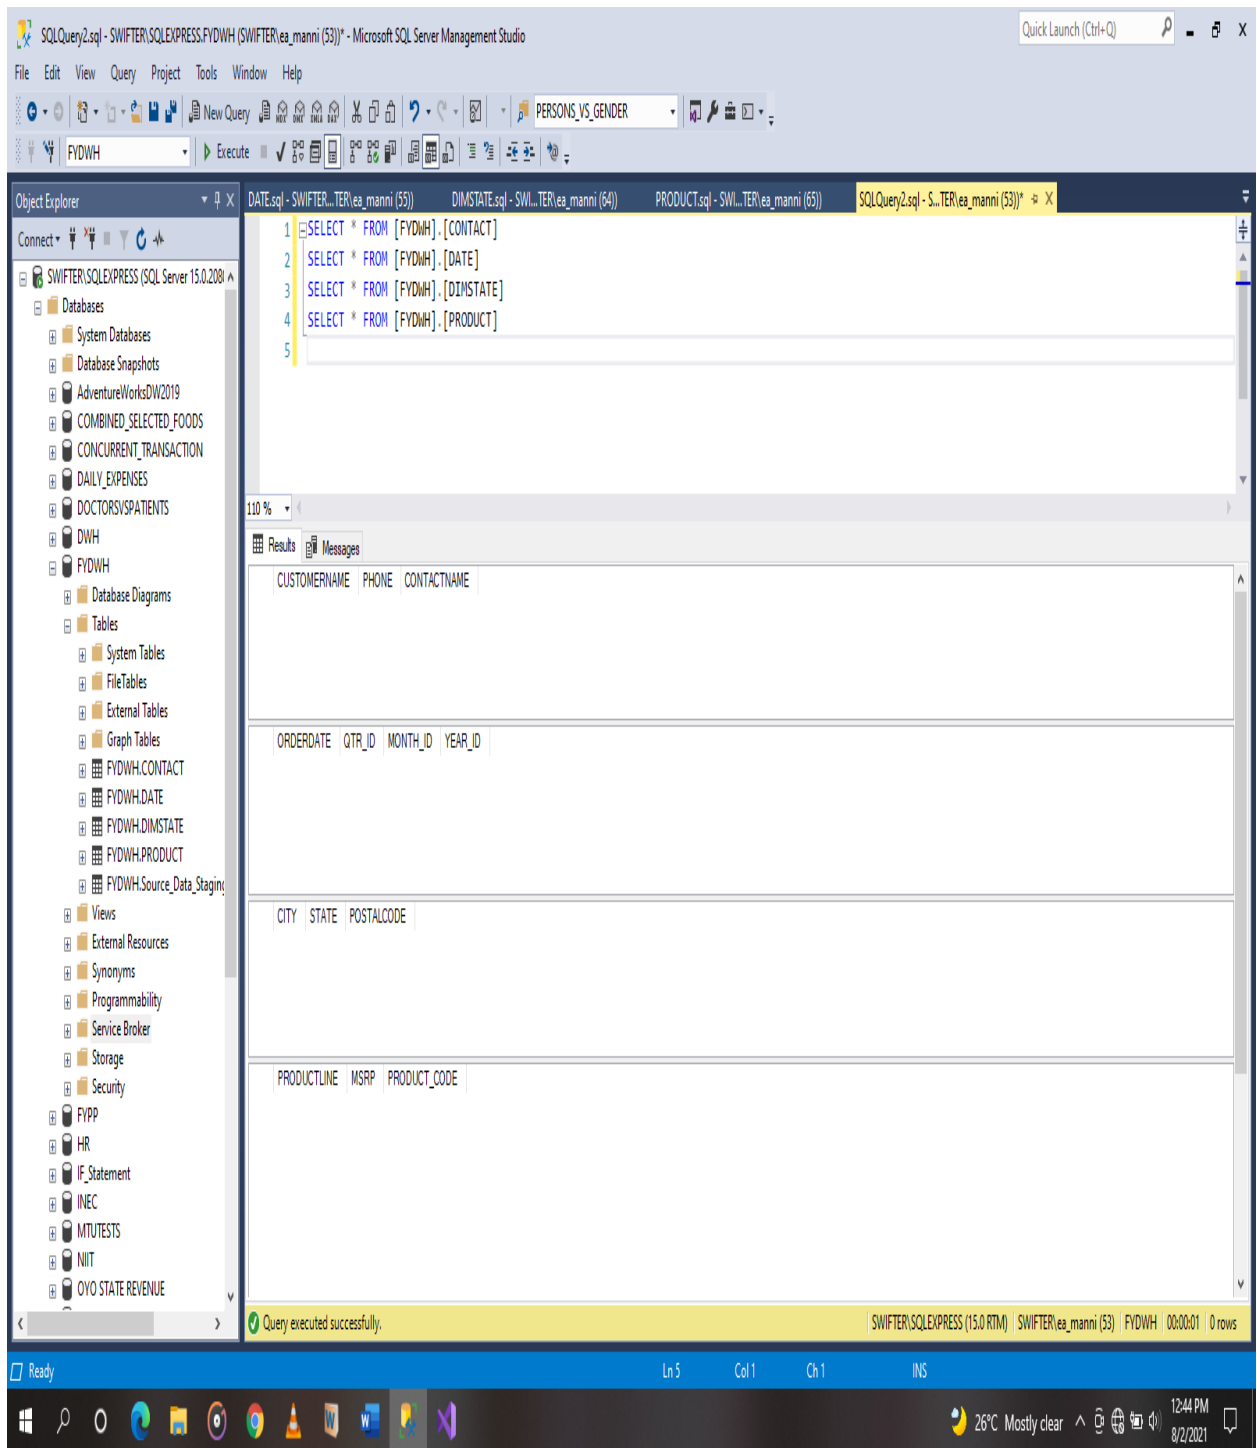 SQLQuery2.sql - SWIFTER\SQLEXPRESS.FYDWH (SWIFTER\ea_manni (53))* - Microsoft SQL Server Management Studio
Quick Launch (Ctrl+Q)
File Edit View Query Project Tools Window Help
New Query MDX DMX XMLA DAX PERSONS_VS_GENDER
FYDWH Execute
Object Explorer
Connect
SWIFTER\SQLEXPRESS (SQL Server 15.0.208
Databases
System Databases
Database Snapshots
AdventureWorksDW2019
COMBINED_SELECTED_FOODS
CONCURRENT_TRANSACTION
DAILY_EXPENSES
DOCTORSVSPATIENTS
DWH
FYDWH
Database Diagrams
Tables
System Tables
FileTables
External Tables
Graph Tables
FYDWH.CONTACT
FYDWH.DATE
FYDWH.DIMSTATE
FYDWH.PRODUCT
FYDWH.Source_Data_Staging
Views
External Resources
Synonyms
Programmability
Service Broker
Storage
Security
FYPP
HR
IF_Statement
INEC
MTUTESTS
NIIT
OYO STATE REVENUE
DATE.sql - SWIFTER...TER\ea_manni (55)) DIMSTATE.sql - SWI...TER\ea_manni (64)) PRODUCT.sql - SWI...TER\ea_manni (65)) SQLQuery2.sql - S...TER\ea_manni (53))*
1 SELECT * FROM [FYDWH].[CONTACT]
2 SELECT * FROM [FYDWH].[DATE]
3 SELECT * FROM [FYDWH].[DIMSTATE]
4 SELECT * FROM [FYDWH].[PRODUCT]
5
110 %
Results Messages
CUSTOMERNAME PHONE CONTACTNAME
ORDERDATE QTR_ID MONTH_ID YEAR_ID
CITY STATE POSTALCODE
PRODUCTLINE MSRP PRODUCT_CODE
Query executed successfully. SWIFTER\SQLEXPRESS (15.0 RTM) SWIFTER\ea_manni (53) FYDWH 00:00:01 0 rows
Ready Ln 5 Col 1 Ch 1 INS
26°C Mostly clear 12:44 PM
8/2/2021